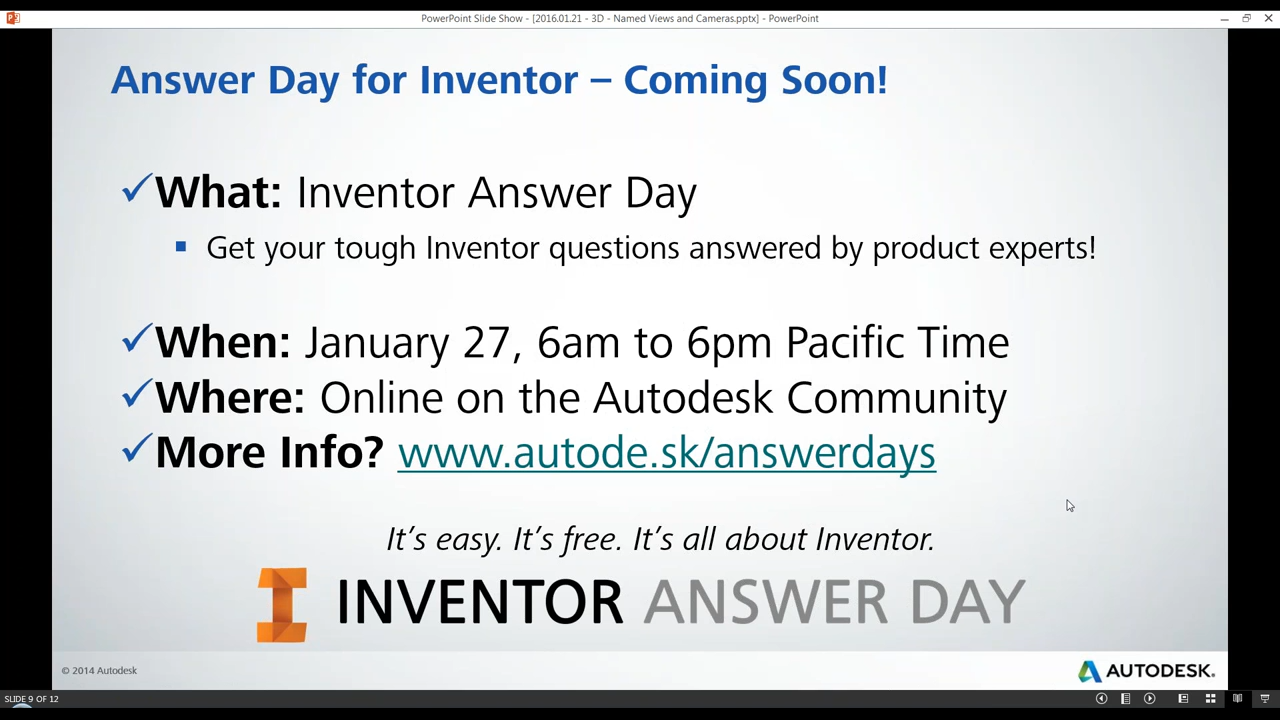 PowerPoint Slide Show - [2016.01.21 - 3D - Named Views and Cameras.pptx] - PowerPoint
Answer Day for Inventor – Coming Soon!
What: Inventor Answer Day
Get your tough Inventor questions answered by product experts!
When: January 27, 6am to 6pm Pacific Time
Where: Online on the Autodesk Community
More Info? www.autode.sk/answerdays
It's easy. It's free. It's all about Inventor.
INVENTOR ANSWER DAY
© 2014 Autodesk
AUTODESK.
SLIDE 9 OF 12